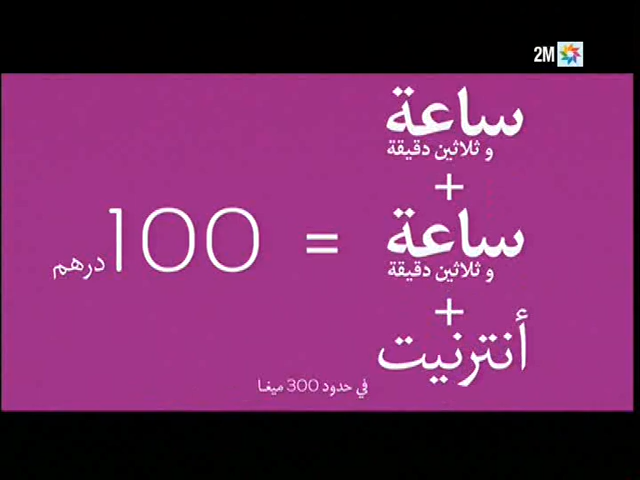 2M
ساعة
و ثلاثين دقيقة
+
ساعة
و ثلاثين دقيقة
= 100 درهم
+
أنترنيت
في حدود 300 ميغا